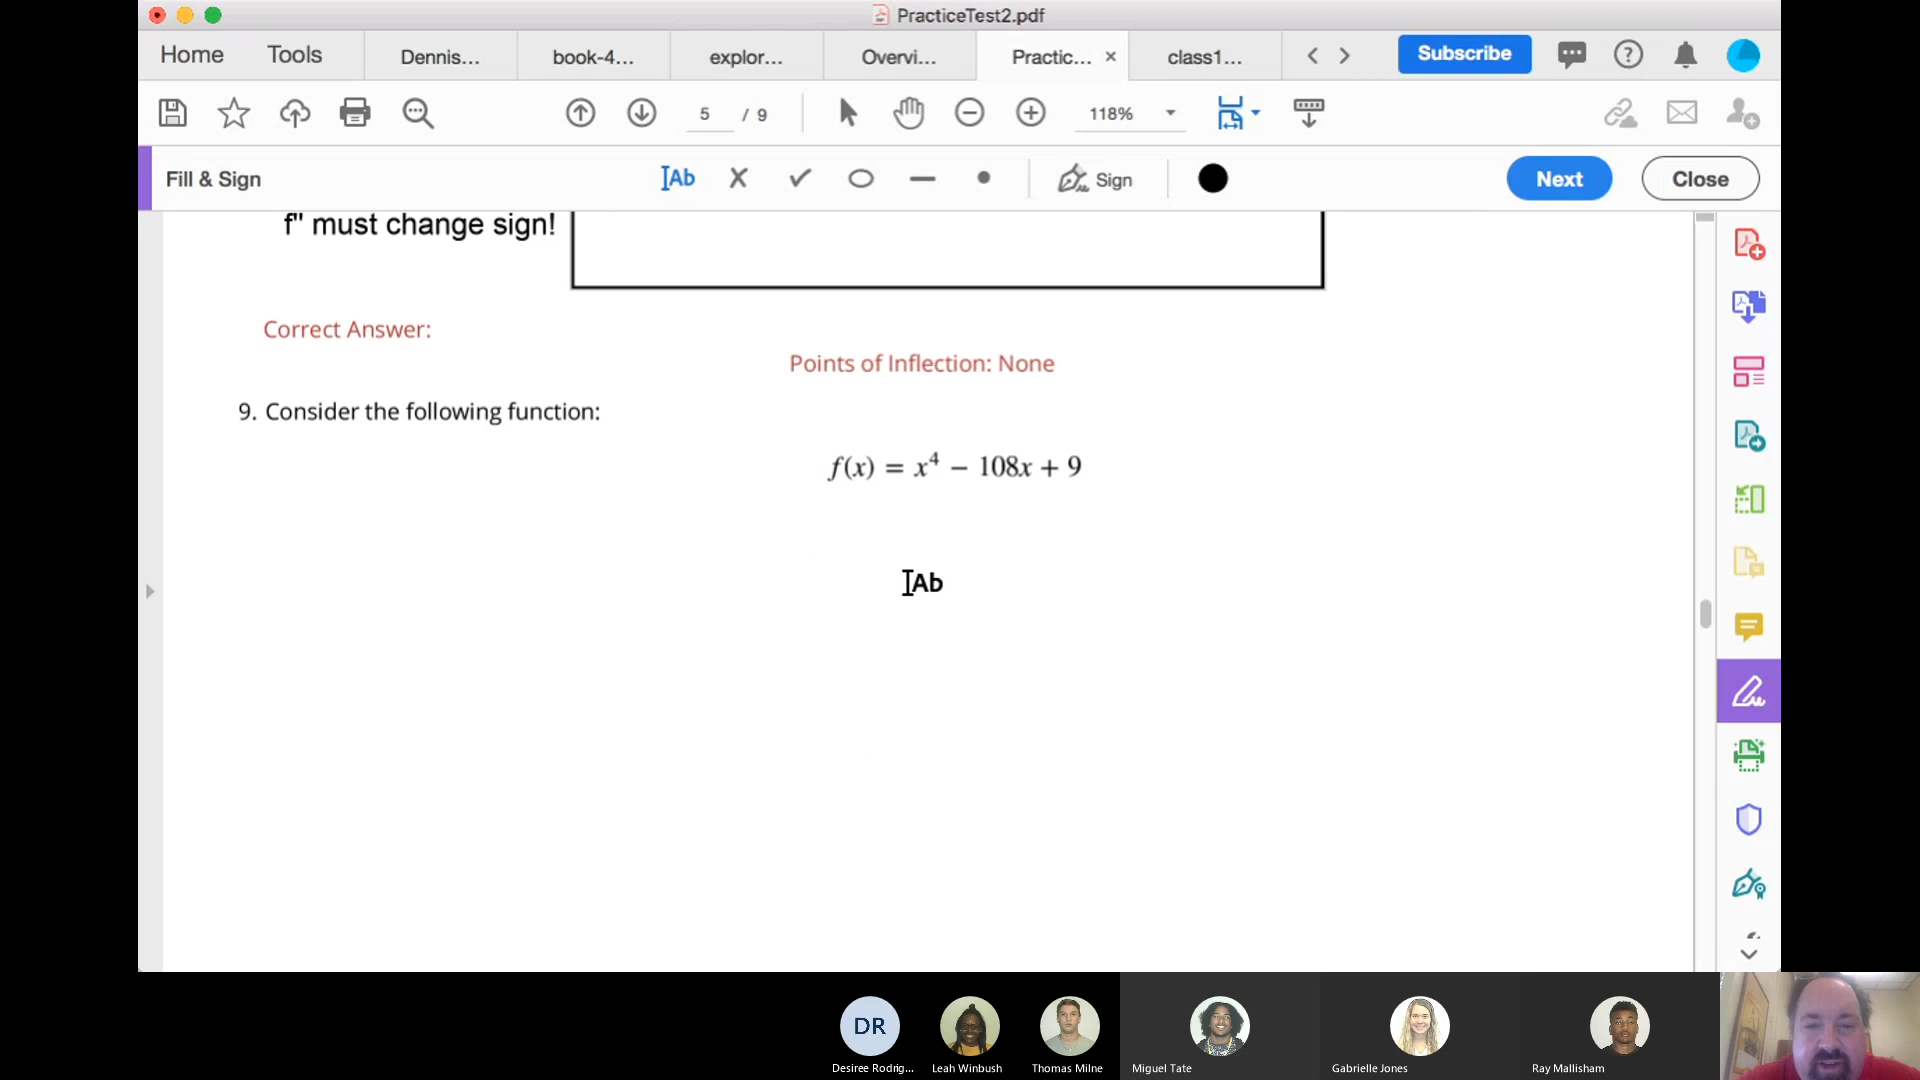 PracticeTest2.pdf
Home Tools Dennis... book-4... explor... Overvi... Practic... × class1... Subscribe
5 / 9 118%
Fill & Sign Ab Sign Next Close
f" must change sign!
Correct Answer:
Points of Inflection: None
9. Consider the following function:
f(x) = x⁴ − 108x + 9
Ab
DR
Desiree Rodrig... Leah Winbush Thomas Milne Miguel Tate Gabrielle Jones Ray Mallisham